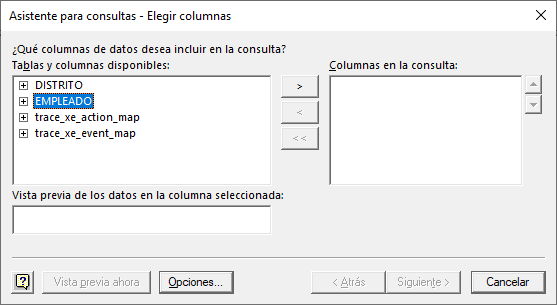 Asistente para consultas - Elegir columnas
¿Qué columnas de datos desea incluir en la consulta?
Tablas y columnas disponibles:
Columnas en la consulta:
DISTRITO
EMPLEADO
trace_xe_action_map
trace_xe_event_map
>
<
<<
Vista previa de los datos en la columna seleccionada:
?
Vista previa ahora
Opciones...
< Atrás
Siguiente >
Cancelar